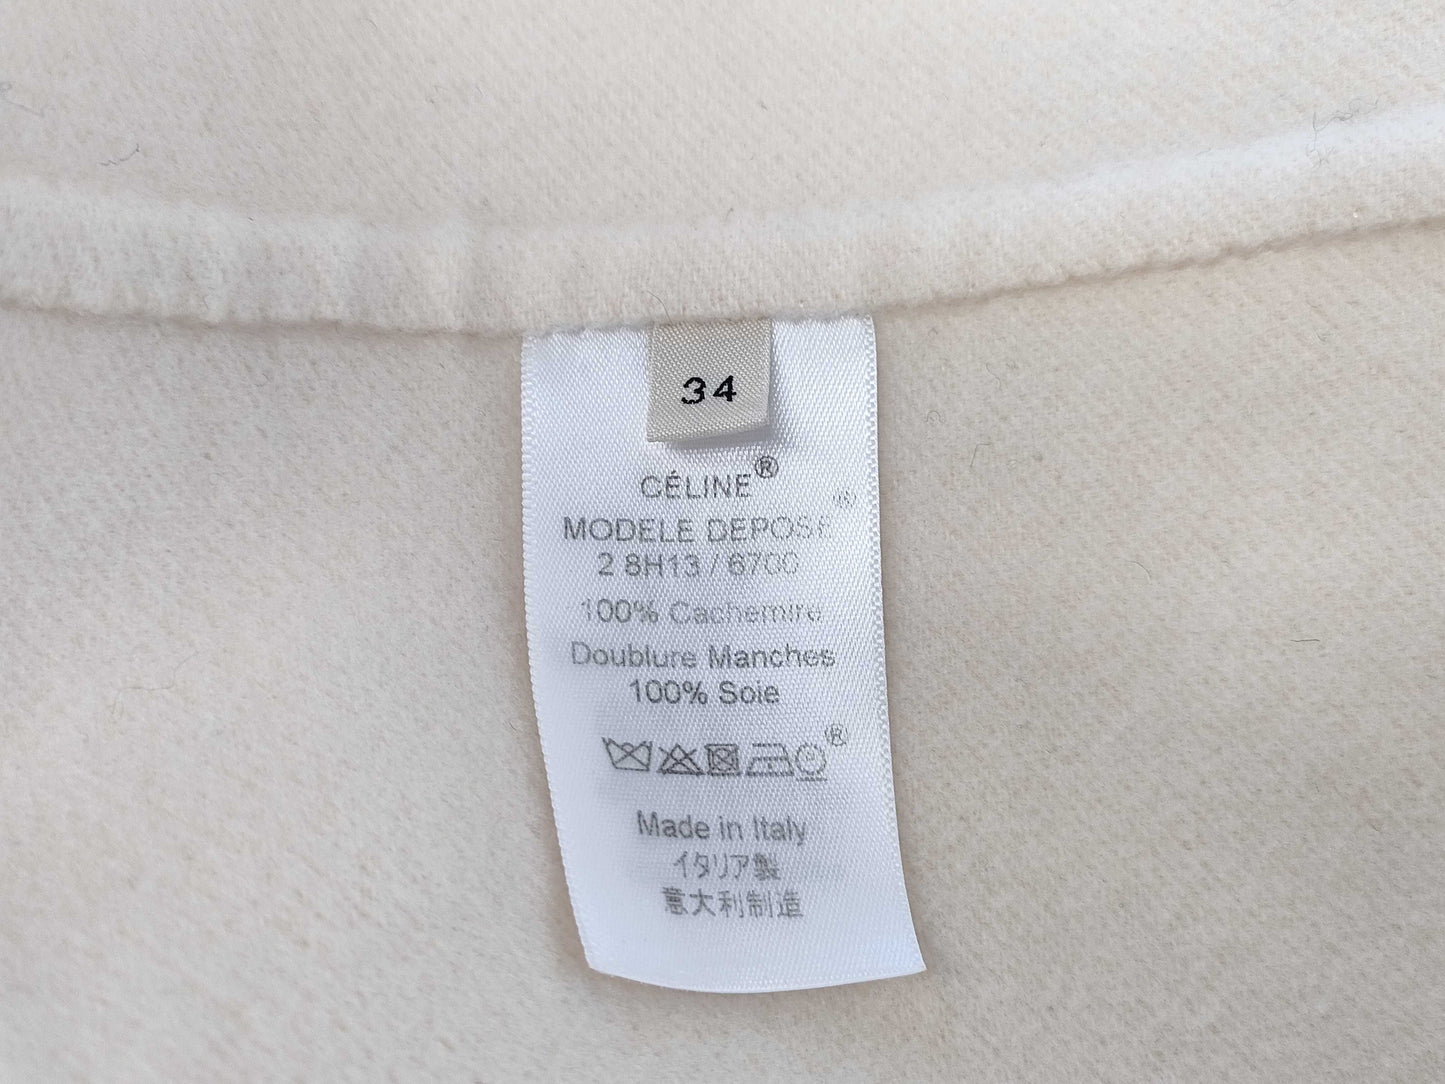 34
CÉLINE®
MODELE DEPOSE®
2 8H13 / 6700
100% Cachemire
Doublure Manches
100% Soie
®
Made in Italy
イタリア製
意大利制造